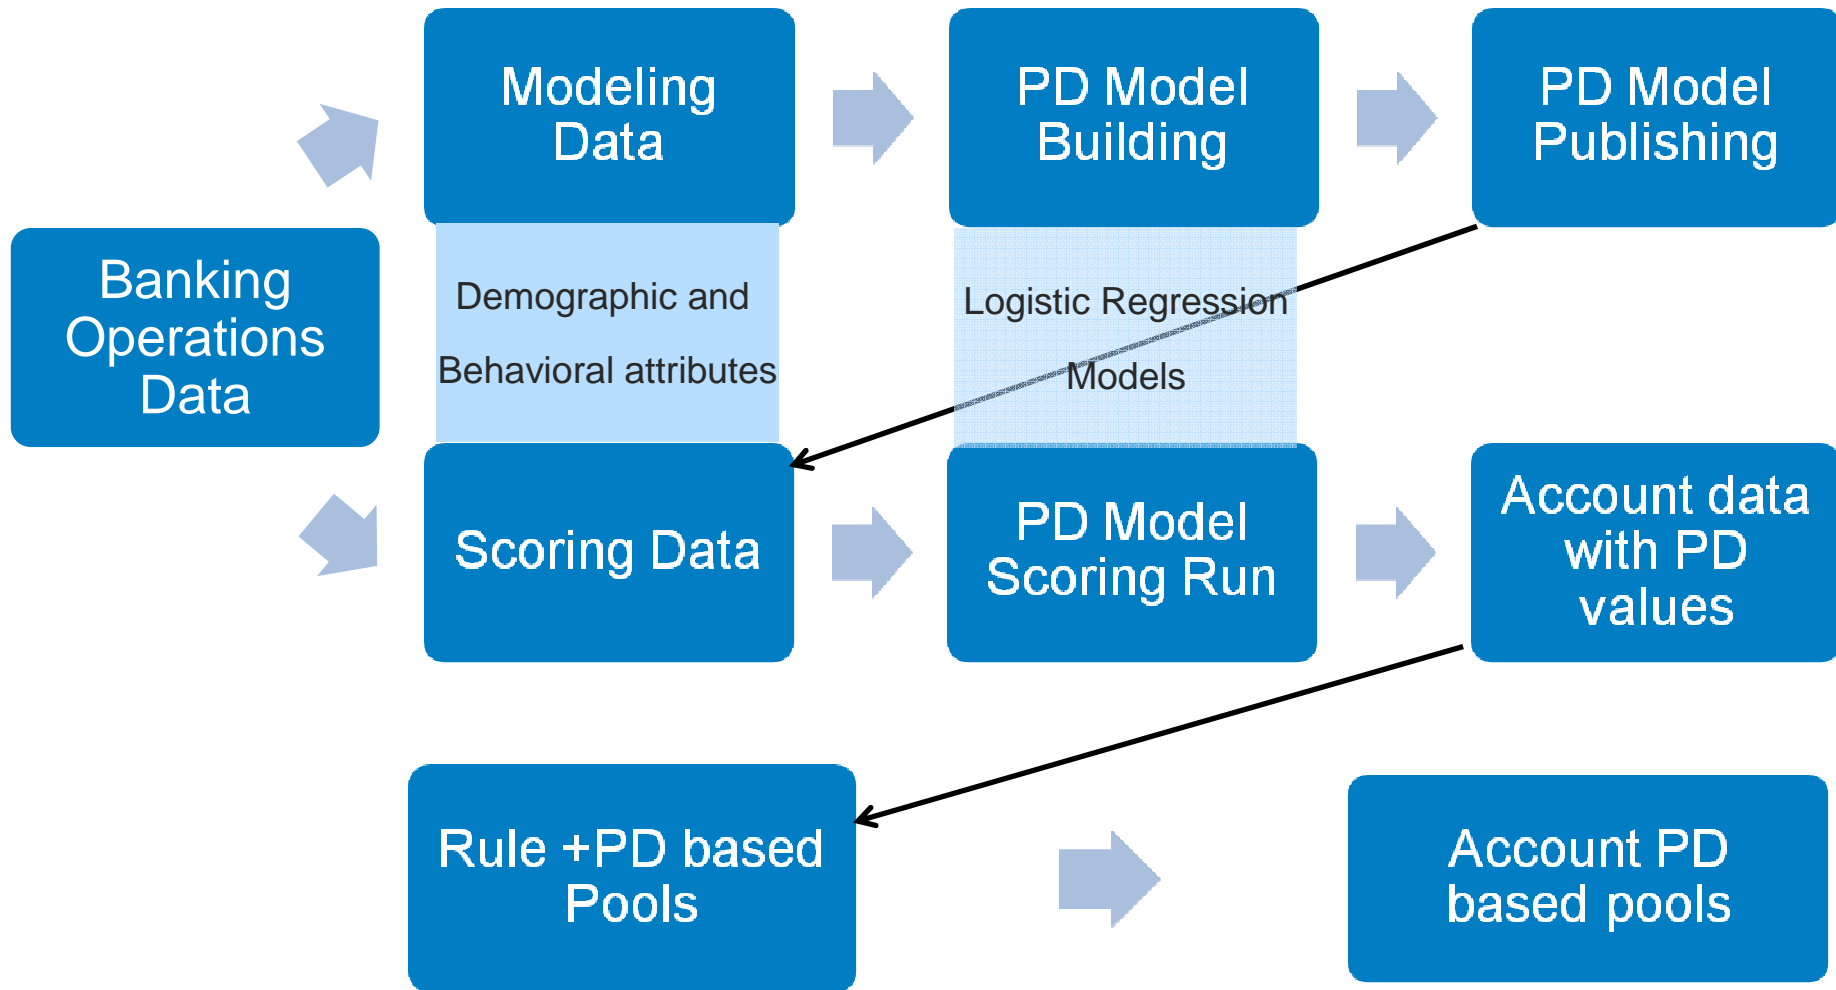 Modeling
Data
PD Model
Building
PD Model
Publishing
Banking
Operations
Data
Demographic and
Behavioral attributes
Logistic Regression
Models
Scoring Data
PD Model
Scoring Run
Account data
with PD
values
Rule +PD based
Pools
Account PD
based pools